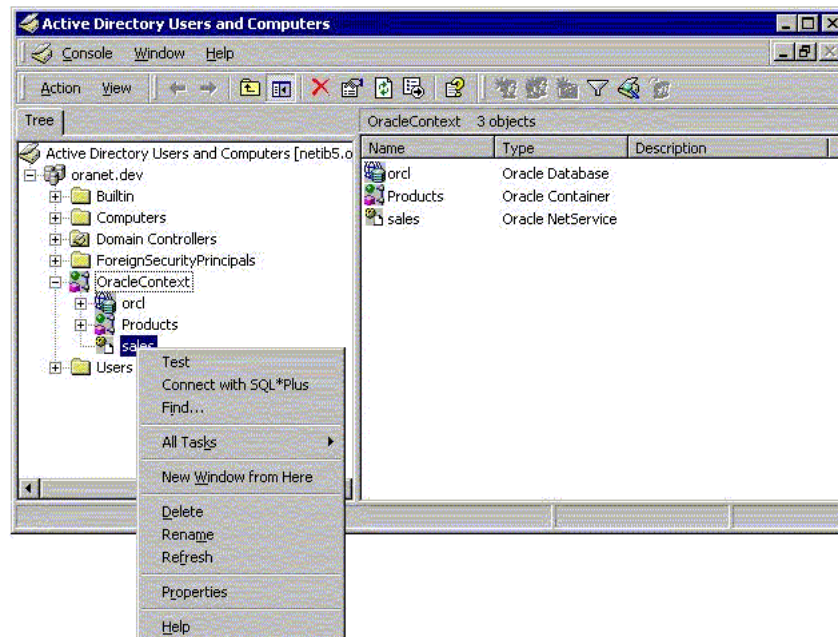 Active Directory Users and Computers
Console Window Help
Action View
Tree
OracleContext 3 objects
Active Directory Users and Computers [netib5.o
oranet.dev
Builtin
Computers
Domain Controllers
ForeignSecurityPrincipals
OracleContext
orcl
Products
sales
Users
Name Type Description
orcl Oracle Database
Products Oracle Container
sales Oracle NetService
Test
Connect with SQL*Plus
Find...
All Tasks
New Window from Here
Delete
Rename
Refresh
Properties
Help